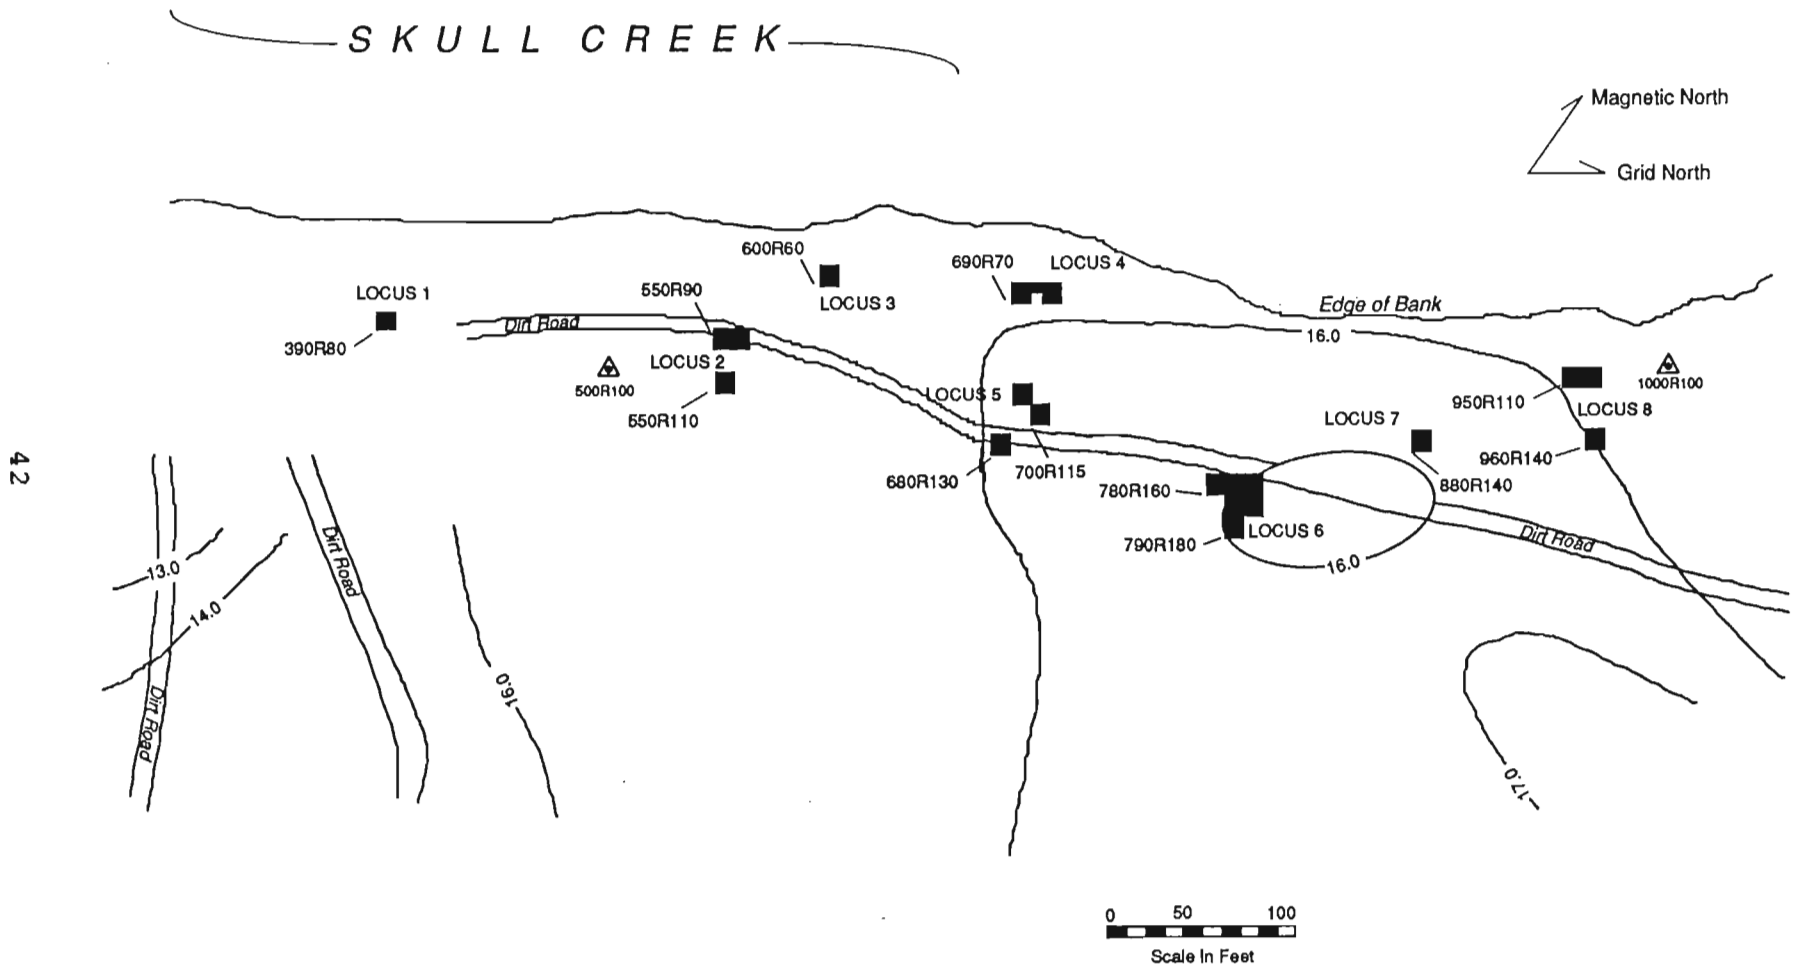 SKULL CREEK
Magnetic North
Grid North
600R60
690R70
LOCUS 4
LOCUS 1
550R90
LOCUS 3
Edge of Bank
Dirt Road
16.0
390R80
LOCUS 2
500R100
1000R100
LOCUS 5
950R110
550R110
LOCUS 7
LOCUS 8
42
680R130
700R115
960R140
780R160
880R140
LOCUS 6
Dirt Road
790R180
16.0
13.0
Dirt Road
14.0
16.0
Dirt Road
17.0
0 50 100
Scale In Feet